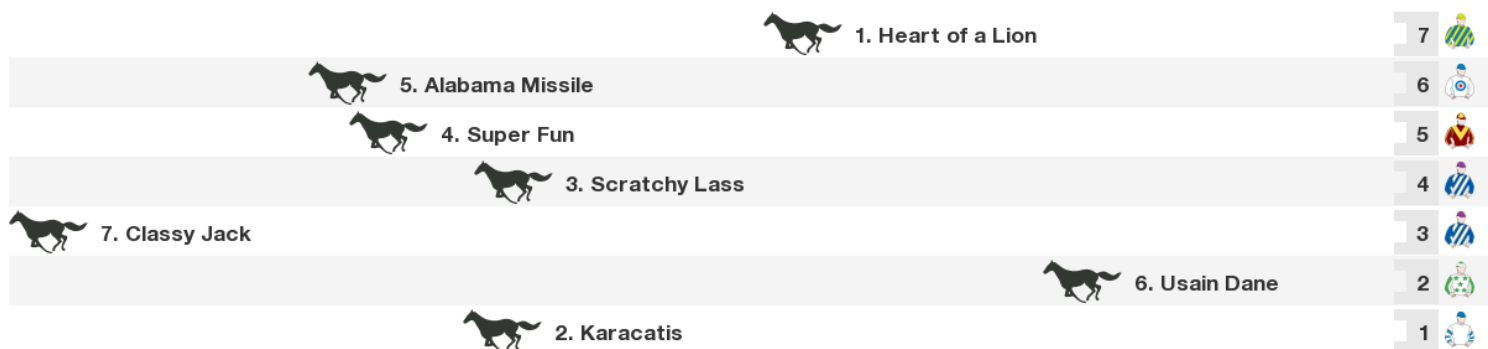 1. Heart of a Lion 7
5. Alabama Missile 6
4. Super Fun 5
3. Scratchy Lass 4
7. Classy Jack 3
6. Usain Dane 2
2. Karacatis 1